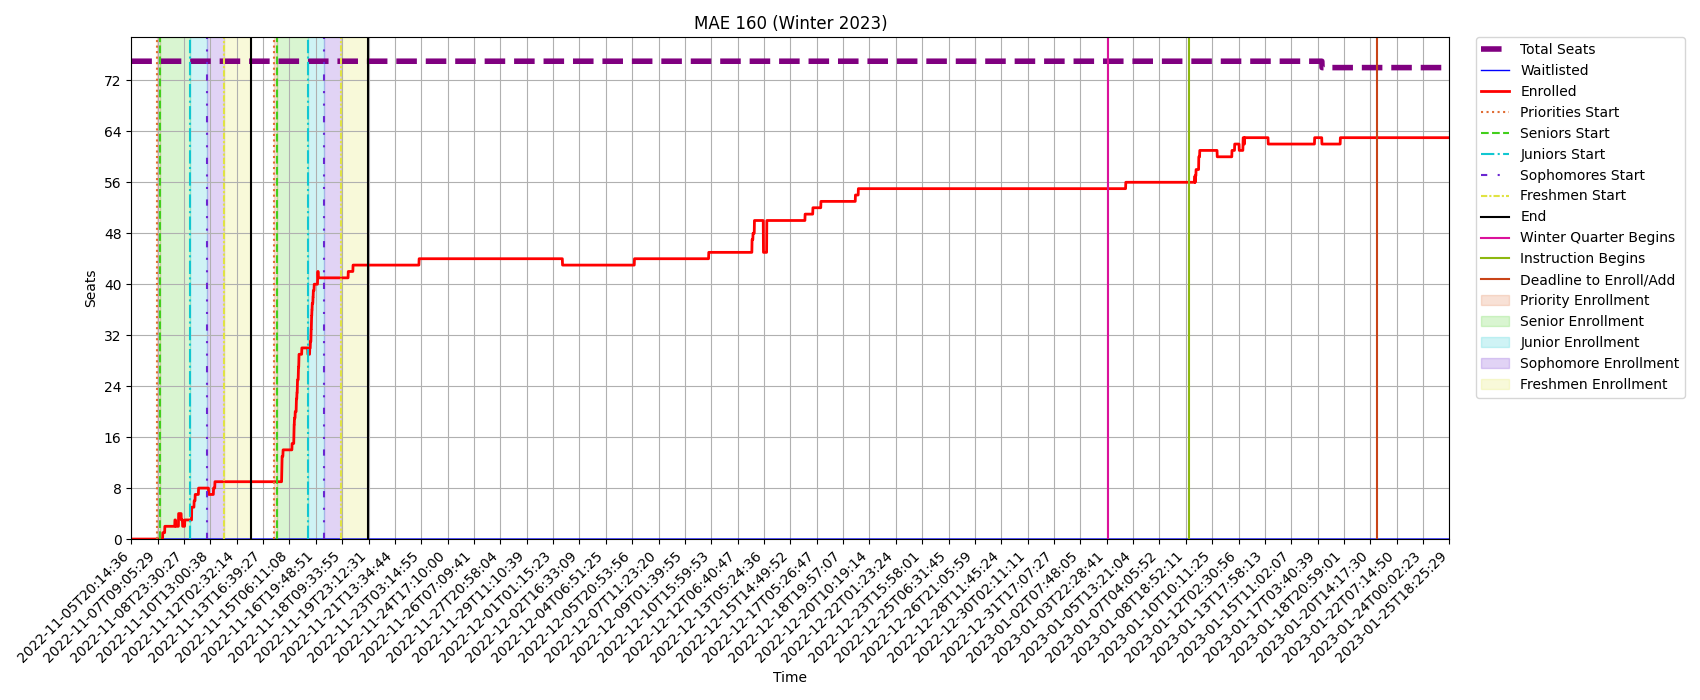 MAE 160 (Winter 2023)
Seats
72
64
56
48
40
32
24
16
8
0
2022-11-05T20:14:36
2022-11-07T09:05:29
2022-11-08T23:30:27
2022-11-10T13:00:38
2022-11-12T02:32:14
2022-11-13T16:39:27
2022-11-15T06:11:08
2022-11-16T19:48:51
2022-11-18T09:33:55
2022-11-19T23:12:31
2022-11-21T13:34:44
2022-11-23T03:14:55
2022-11-24T17:10:00
2022-11-27T07:09:41
2022-11-27T20:58:04
2022-11-29T11:10:39
2022-12-01T01:15:23
2022-12-02T16:33:09
2022-12-04T06:51:25
2022-12-05T20:53:56
2022-12-07T11:23:20
2022-12-09T01:39:55
2022-12-10T15:59:53
2022-12-12T06:40:47
2022-12-13T05:24:36
2022-12-15T14:49:52
2022-12-17T05:26:47
2022-12-18T19:57:07
2022-12-20T10:19:14
2022-12-22T01:23:24
2022-12-23T15:58:01
2022-12-25T06:31:45
2022-12-26T21:05:59
2022-12-28T11:45:24
2022-12-30T02:11:11
2022-12-31T17:07:27
2023-01-02T07:48:05
2023-01-03T22:28:41
2023-01-05T13:21:04
2023-01-07T04:05:52
2023-01-08T18:52:11
2023-01-10T10:11:25
2023-01-12T02:30:56
2023-01-13T17:58:13
2023-01-15T11:02:07
2023-01-17T03:40:39
2023-01-18T20:59:01
2023-01-20T14:17:30
2023-01-22T07:14:50
2023-01-24T00:02:23
2023-01-25T18:25:29
Time
Total Seats
Waitlisted
Enrolled
Priorities Start
Seniors Start
Juniors Start
Sophomores Start
Freshmen Start
End
Winter Quarter Begins
Instruction Begins
Deadline to Enroll/Add
Priority Enrollment
Senior Enrollment
Junior Enrollment
Sophomore Enrollment
Freshmen Enrollment